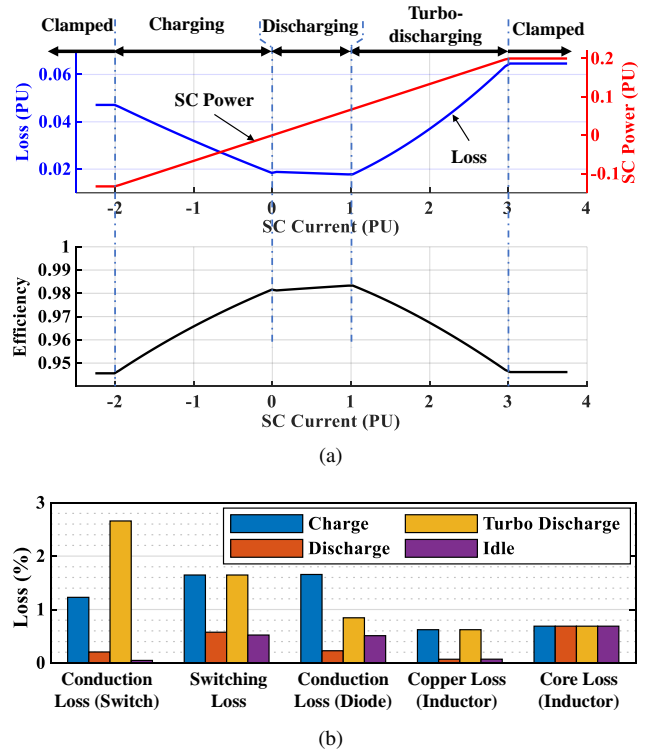 Clamped Charging Discharging Turbo-
discharging Clamped
0.06
0.04
0.02
Loss (PU)
SC Power
Loss
0.2
0.1
0
-0.1
SC Power (PU)
-2 -1 0 1 2 3 4
SC Current (PU)
1
0.99
0.98
0.97
0.96
0.95
Efficiency
-2 -1 0 1 2 3 4
SC Current (PU)
(a)
3
2
1
0
Loss (%)
Charge Turbo Discharge
Discharge Idle
Conduction Switching Conduction Copper Loss Core Loss
Loss (Switch) Loss Loss (Diode) (Inductor) (Inductor)
(b)